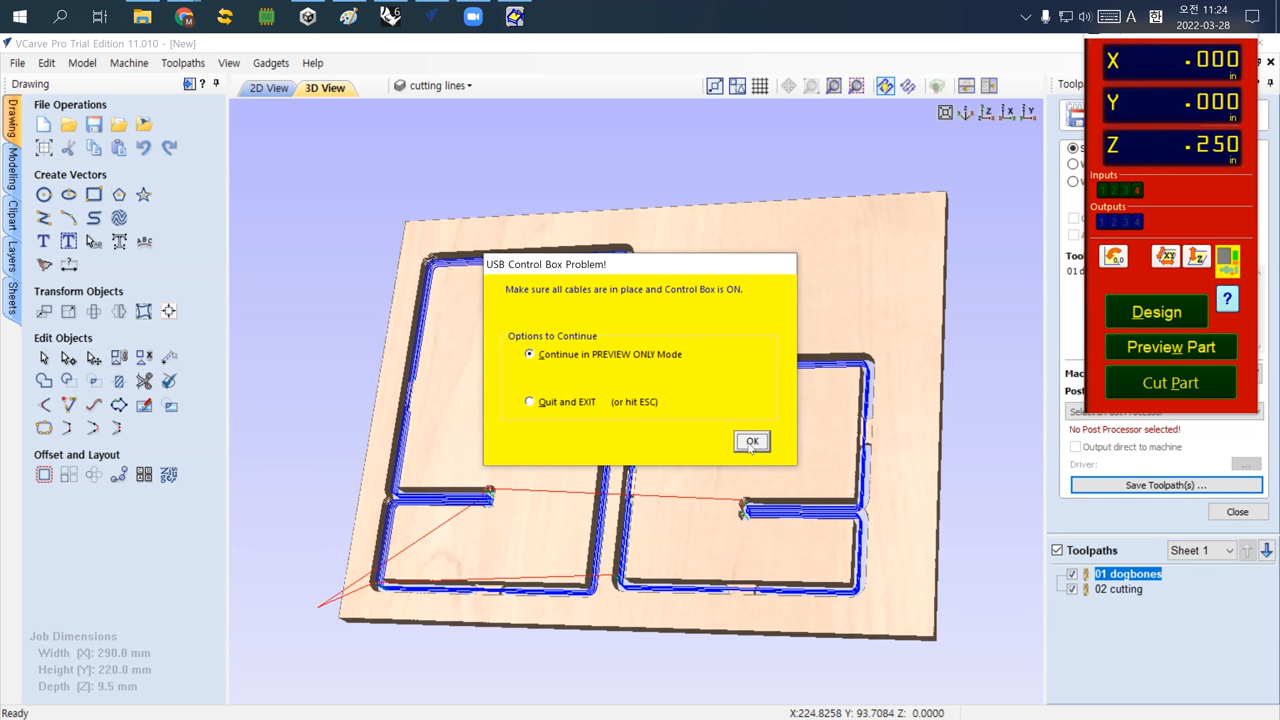 오전 11:24
A
한
2022-03-28
VCarve Pro Trial Edition 11.010 - [New]
File Edit Model Machine Toolpaths View Gadgets Help
Drawing
?
2D View
3D View
cutting lines
Drawing
Modeling
Clipart
Layers
Sheets
File Operations
Create Vectors
Transform Objects
Edit Objects
Offset and Layout
Job Dimensions
Width (X): 290.0 mm
Height (Y): 220.0 mm
Depth (Z): 9.5 mm
Ready
X:224.8258 Y: 93.7084 Z: 0.0000
USB Control Box Problem!
Make sure all cables are in place and Control Box is ON.
Options to Continue
Continue in PREVIEW ONLY Mode
Quit and EXIT (or hit ESC)
OK
X .000
in
Y .000
in
Z .250
in
Inputs
1 2 3 4
Outputs
1 2 3 4
0,0
XY
Z
?
Design
Preview Part
Cut Part
No Post Processor selected!
Output direct to machine
Driver:
...
Save Toolpath(s) ...
Close
Toolpaths
Sheet 1
01 dogbones
02 cutting